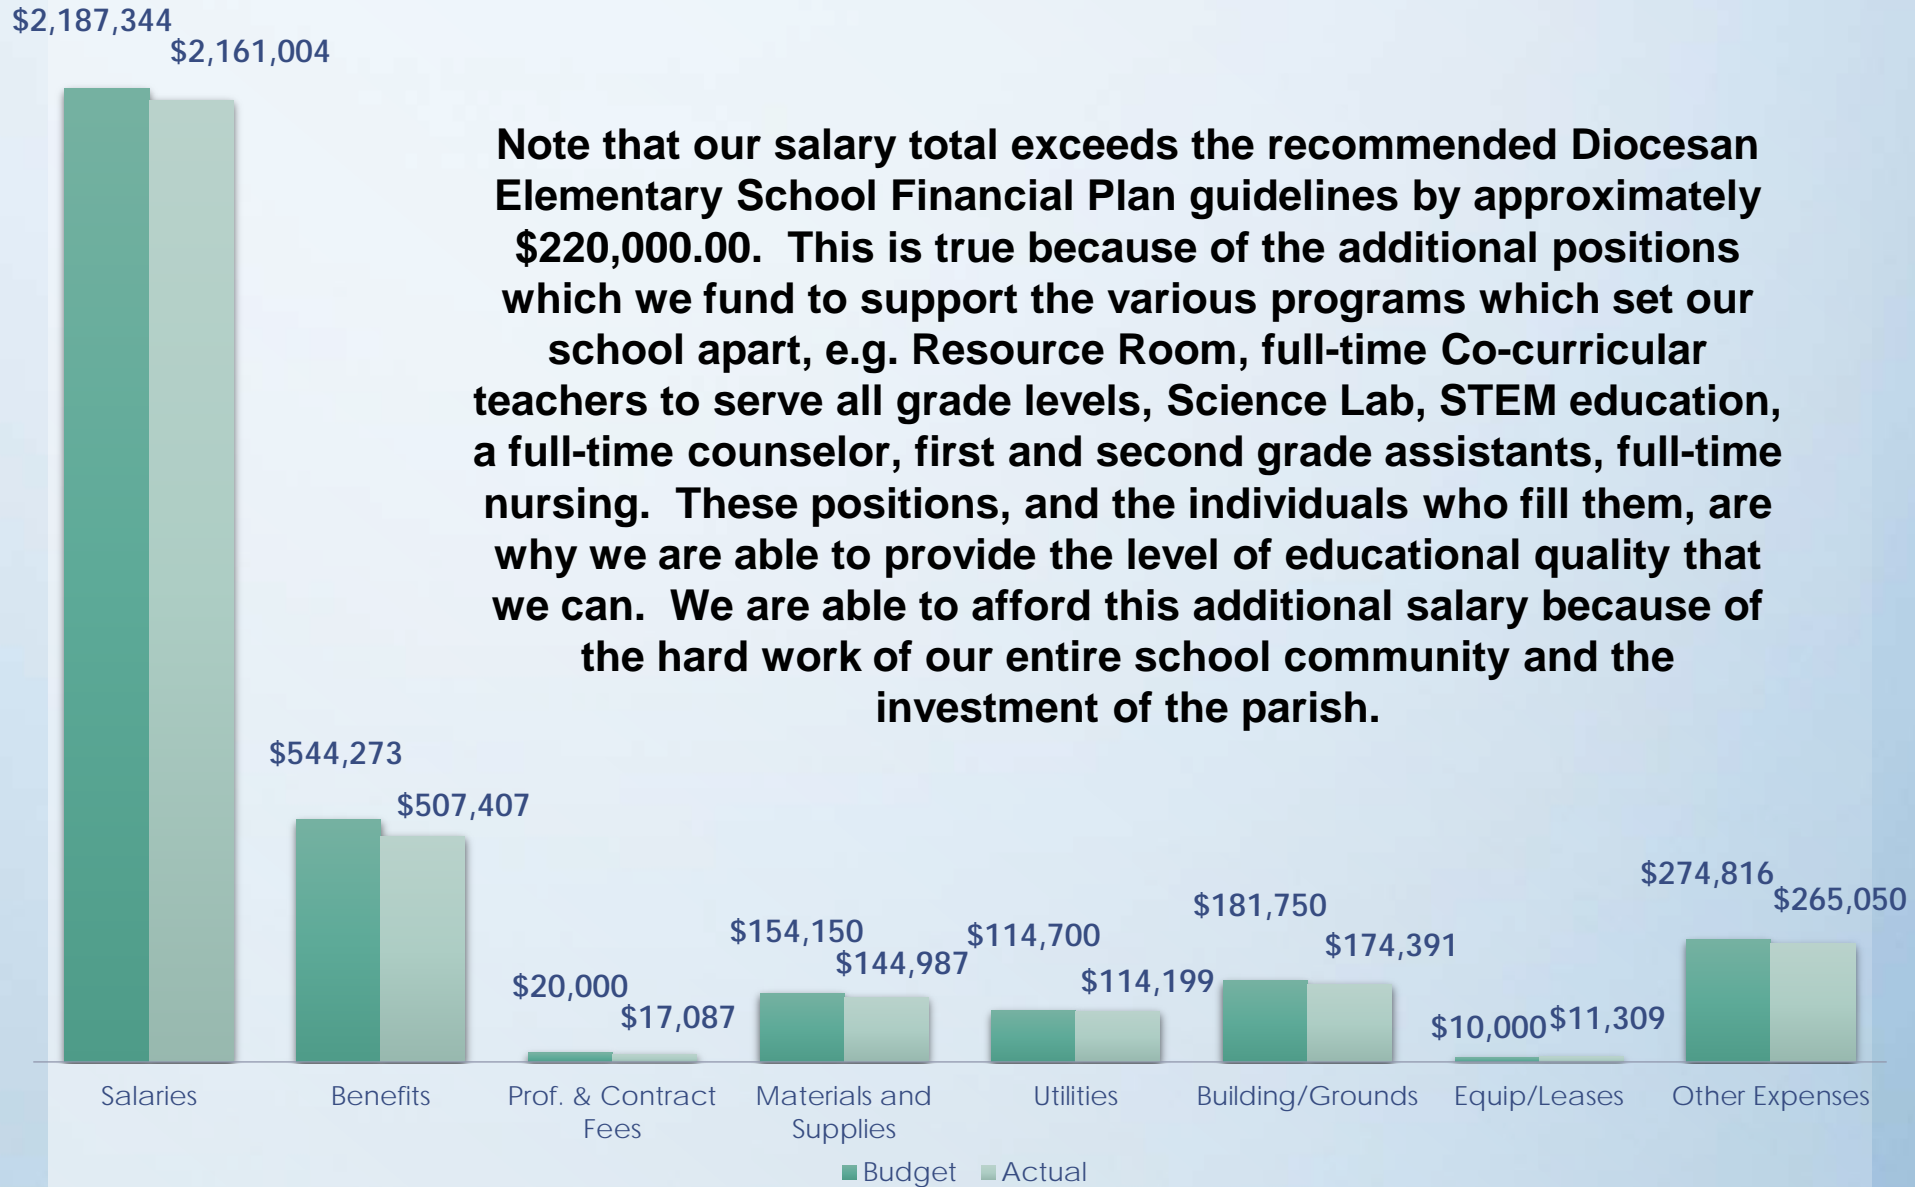 $2,187,344
$2,161,004
Note that our salary total exceeds the recommended Diocesan
Elementary School Financial Plan guidelines by approximately
$220,000.00. This is true because of the additional positions
which we fund to support the various programs which set our
school apart, e.g. Resource Room, full-time Co-curricular
teachers to serve all grade levels, Science Lab, STEM education,
a full-time counselor, first and second grade assistants, full-time
nursing. These positions, and the individuals who fill them, are
why we are able to provide the level of educational quality that
we can. We are able to afford this additional salary because of
the hard work of our entire school community and the
investment of the parish.
$544,273
$507,407
$20,000
$17,087
$154,150
$144,987
$114,700
$114,199
$181,750
$174,391
$10,000
$11,309
$274,816
$265,050
Salaries
Benefits
Prof. & Contract
Fees
Materials and
Supplies
Utilities
Building/Grounds
Equip/Leases
Other Expenses
Budget
Actual